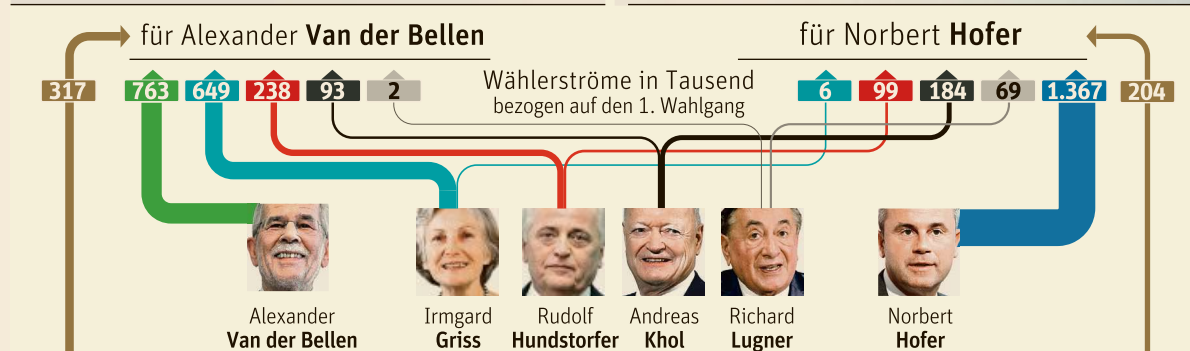 für Alexander Van der Bellen
für Norbert Hofer
317
763
649
238
93
2
Wählerströme in Tausend
bezogen auf den 1. Wahlgang
6
99
184
69
1.367
204
Alexander
Van der Bellen
Irmgard
Griss
Rudolf
Hundstorfer
Andreas
Khol
Richard
Lugner
Norbert
Hofer